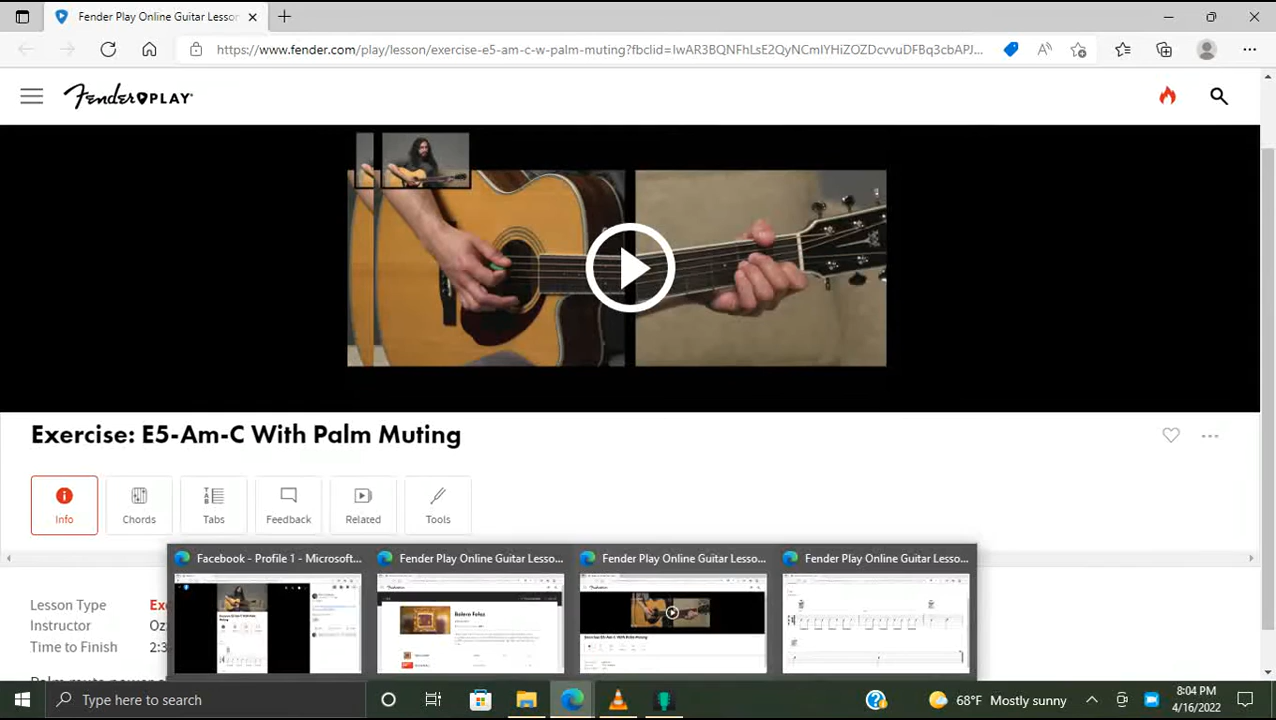 Fender Play Online Guitar Lesson
https://www.fender.com/play/lesson/exercise-e5-am-c-w-palm-muting?fbclid=IwAR3BQNFhLsE2QyNCmIYHiZOZDcvvuDFBq3cbAPJ...
Fender PLAY
Exercise: E5-Am-C With Palm Muting
Info
Chords
Tabs
Feedback
Related
Tools
Facebook - Profile 1 - Microsoft...
Fender Play Online Guitar Lesso...
Fender Play Online Guitar Lesso...
Fender Play Online Guitar Lesso...
Lesson Type
Instructor
Time to Finish
Bolero Falaz
Type here to search
68°F Mostly sunny
8:04 PM
4/16/2022